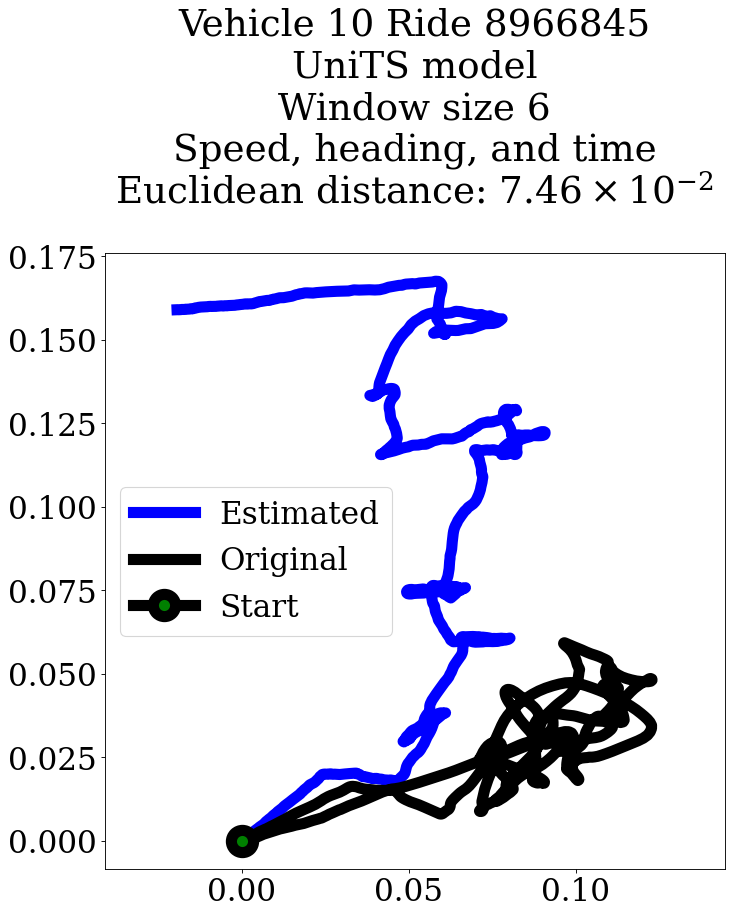 Vehicle 10 Ride 8966845
UniTS model
Window size 6
Speed, heading, and time
Euclidean distance: 7.46 × 10⁻²
0.175
0.150
0.125
0.100
0.075
0.050
0.025
0.000
Estimated
Original
Start
0.00 0.05 0.10